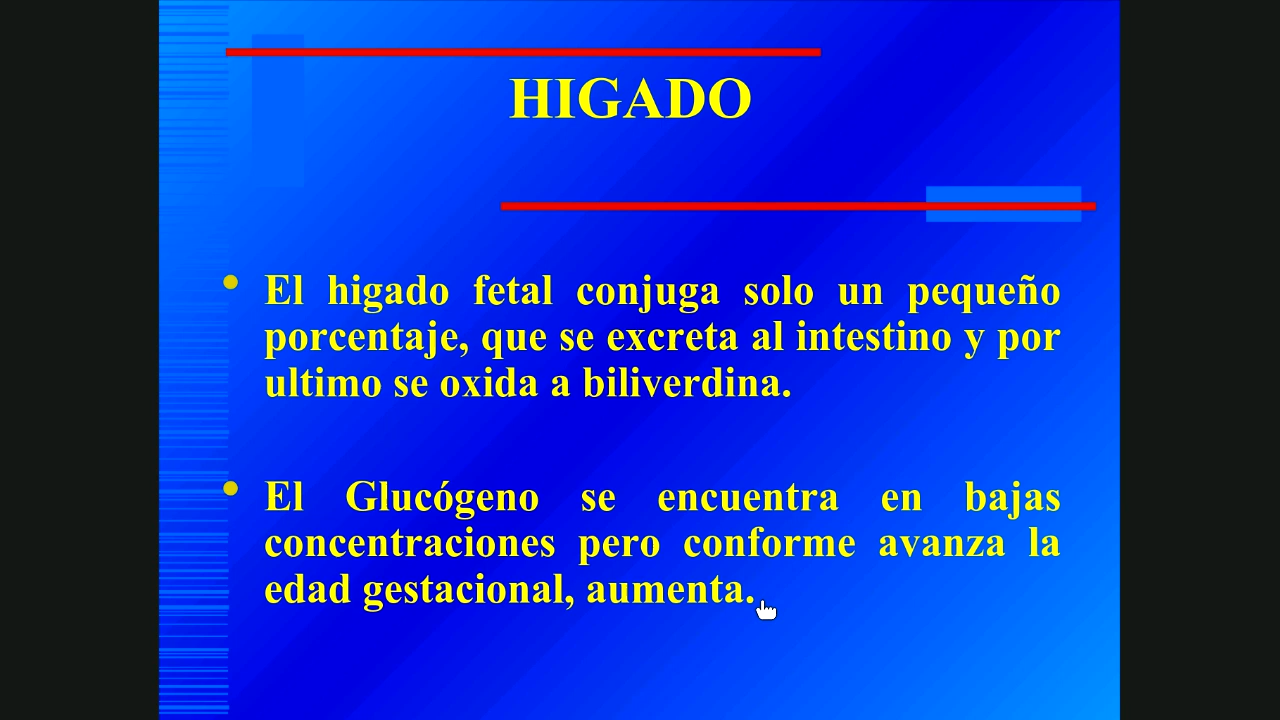 HIGADO
El higado fetal conjuga solo un pequeño
porcentaje, que se excreta al intestino y por
ultimo se oxida a biliverdina.
El Glucógeno se encuentra en bajas
concentraciones pero conforme avanza la
edad gestacional, aumenta.